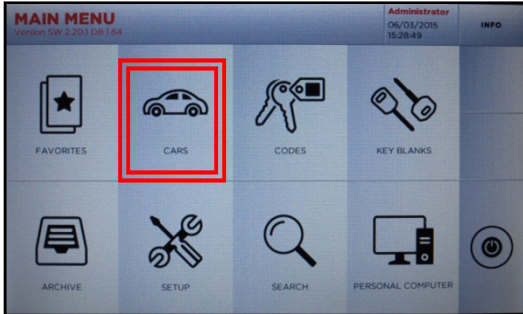 MAIN MENU
Version SW 2.20.1 DB 1.64
Administrator
06/03/2015
15:28:49
INFO
FAVORITES
CARS
CODES
KEY BLANKS
ARCHIVE
SETUP
SEARCH
PERSONAL COMPUTER